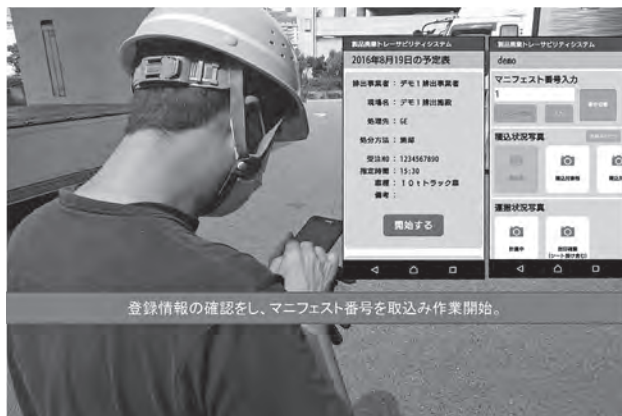 製品廃棄トレーサビリティシステム
2016年8月19日の予定表
排出事業者：デモ1排出事業者
現場名：デモ1排出施設
処理先：GE
処分方法：焼却
受注NO：1234567890
指定時間：15:30
車種：10tトラック車
備考：
開始する
製品廃棄トレーサビリティシステム
demo
マニフェスト番号入力
1
積込状況写真
積込作業後
運搬状況写真
登録情報の確認をし、マニフェスト番号を取込み作業開始。